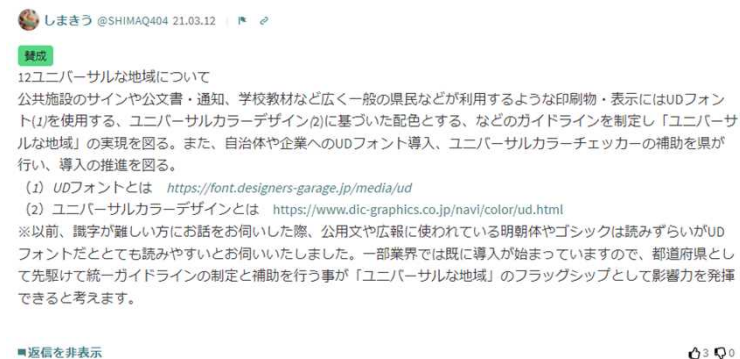 しまきう @SHIMAQ404 21.03.12
賛成
12ユニバーサルな地域について
公共施設のサインや公文書・通知、学校教材など広く一般の県民などが利用するような印刷物・表示にはUDフォン
ト(1)を使用する、ユニバーサルカラーデザイン(2)に基づいた配色とする、などのガイドラインを制定し「ユニバーサ
ルな地域」の実現を図る。また、自治体や企業へのUDフォント導入、ユニバーサルカラーチェッカーの補助を県が
行い、導入の推進を図る。
（1）UDフォントとは　https://font.designers-garage.jp/media/ud
（2）ユニバーサルカラーデザインとは　https://www.dic-graphics.co.jp/navi/color/ud.html
※以前、識字が難しい方にお話をお伺いした際、公用文や広報に使われている明朝体やゴシックは読みずらいがUD
フォントだととても読みやすいとお伺いいたしました。一部業界では既に導入が始まっていますので、都道府県とし
て先駆けて統一ガイドラインの制定と補助を行う事が「ユニバーサルな地域」のフラッグシップとして影響力を発揮
できると考えます。
返信を非表示
3 0